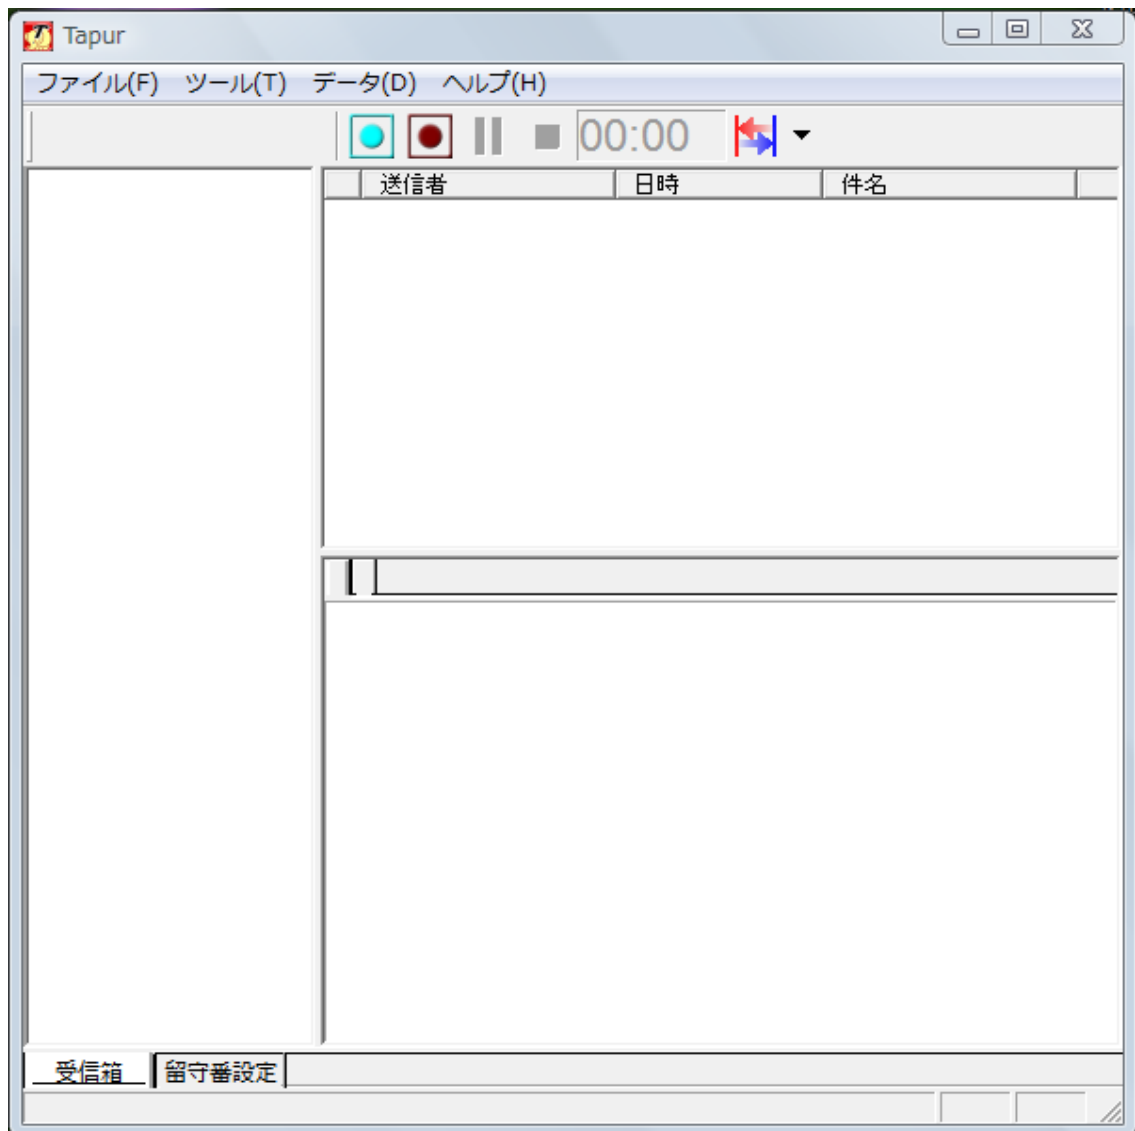 Tapur
ファイル(F) ツール(T) データ(D) ヘルプ(H)
00:00
送信者 日時 件名
受信箱 留守番設定